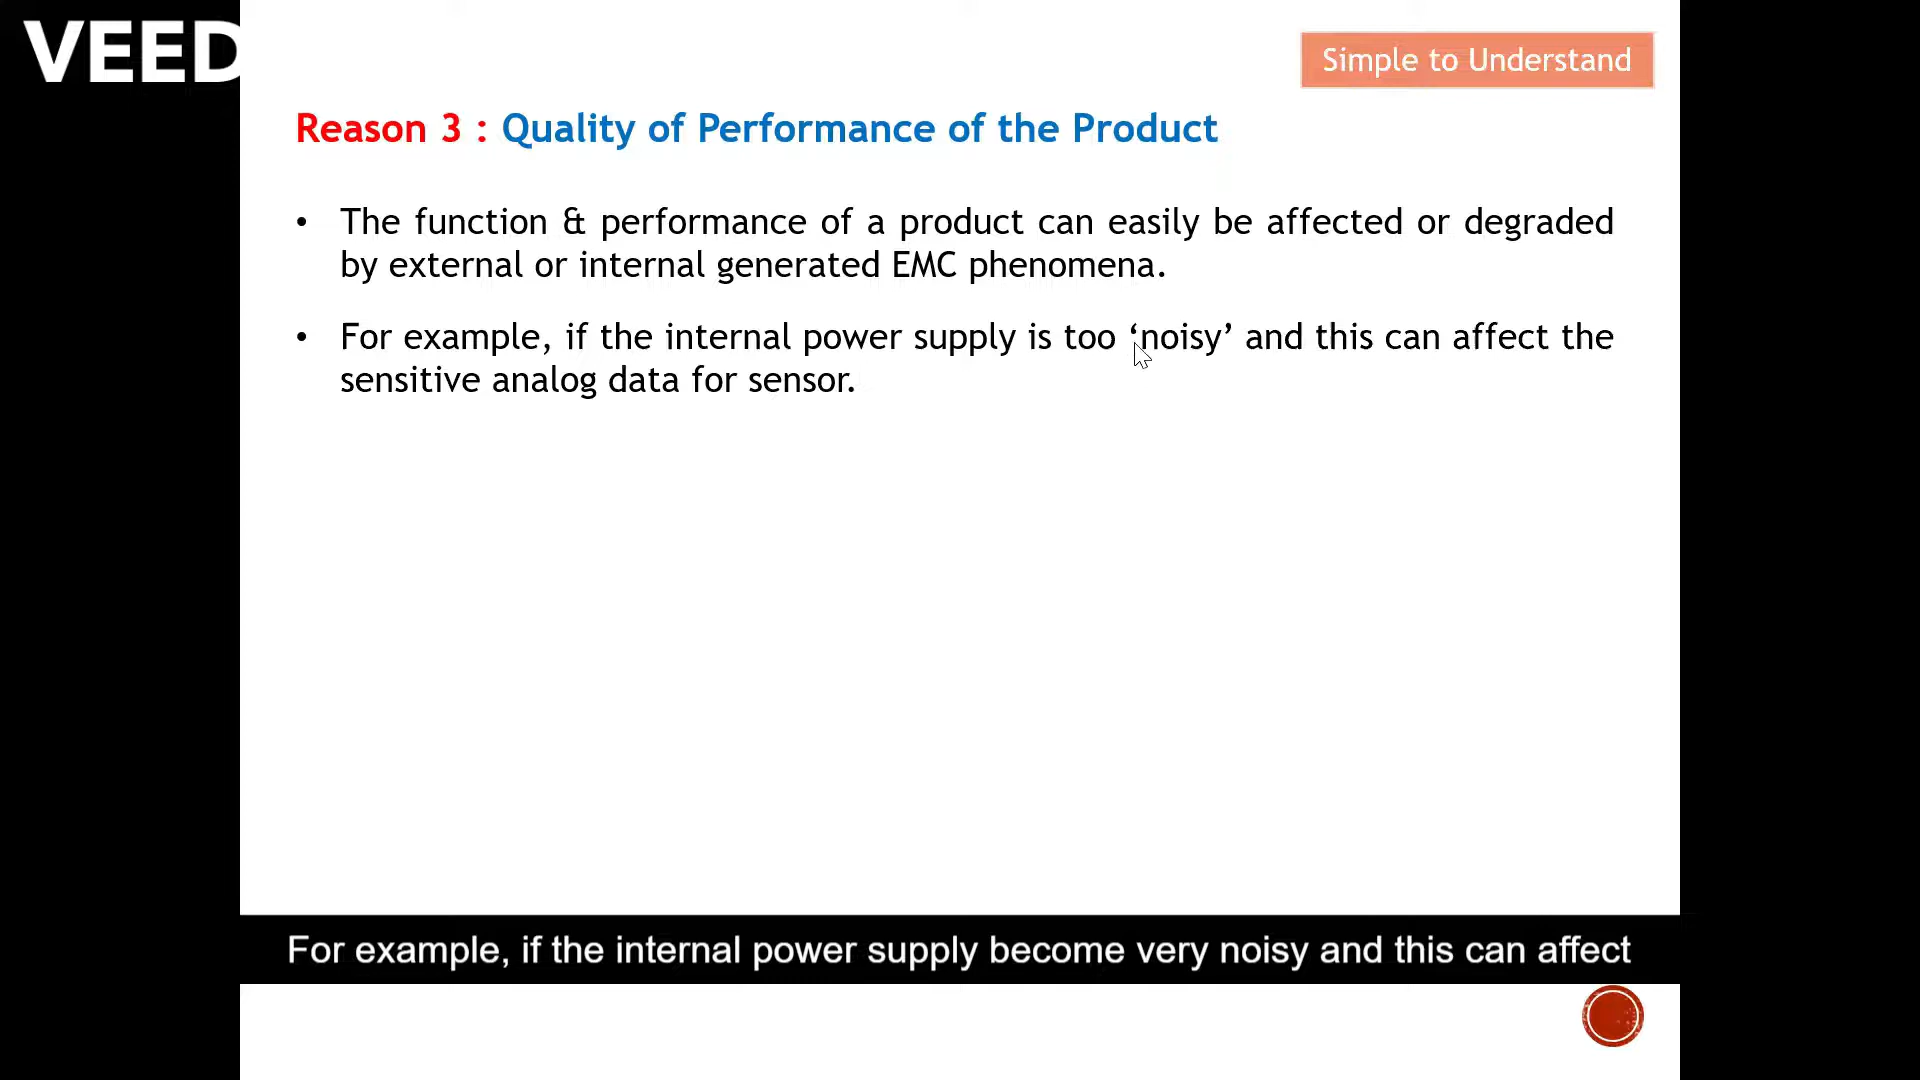 VEED
Simple to Understand
Reason 3 : Quality of Performance of the Product
• The function & performance of a product can easily be affected or degraded
by external or internal generated EMC phenomena.
• For example, if the internal power supply is too ‘noisy’ and this can affect the
sensitive analog data for sensor.
For example, if the internal power supply become very noisy and this can affect